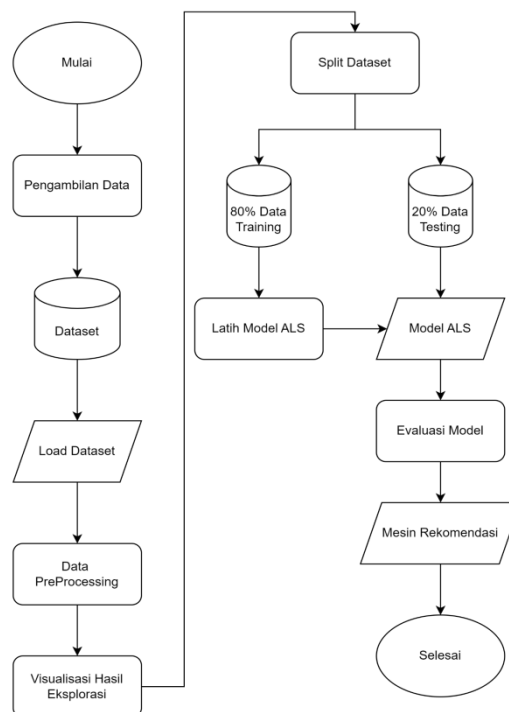 Mulai
Pengambilan Data
Dataset
Load Dataset
Data
PreProcessing
Visualisasi Hasil
Eksplorasi
Split Dataset
80% Data
Training
20% Data
Testing
Latih Model ALS
Model ALS
Evaluasi Model
Mesin Rekomendasi
Selesai